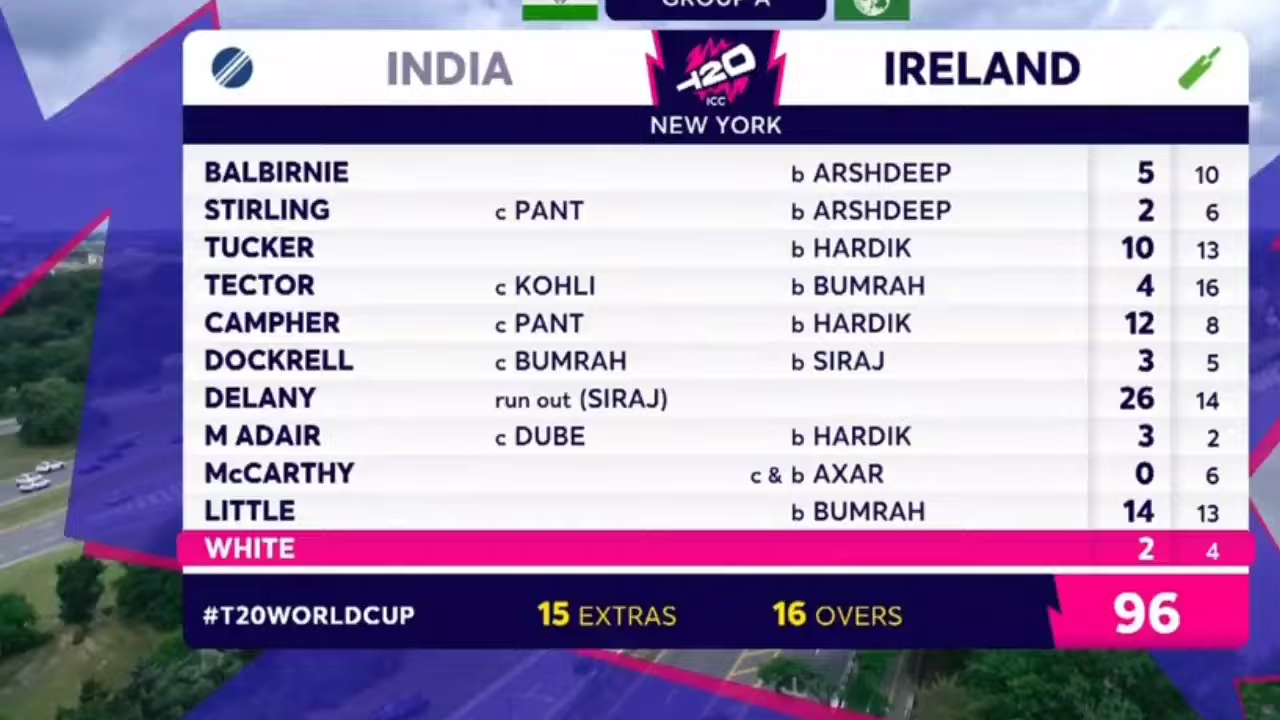 GROUP A
INDIA T20 IRELAND
ICC
NEW YORK
BALBIRNIE b ARSHDEEP 5 10
STIRLING c PANT b ARSHDEEP 2 6
TUCKER b HARDIK 10 13
TECTOR c KOHLI b BUMRAH 4 16
CAMPHER c PANT b HARDIK 12 8
DOCKRELL c BUMRAH b SIRAJ 3 5
DELANY run out (SIRAJ) 26 14
M ADAIR c DUBE b HARDIK 3 2
McCARTHY c & b AXAR 0 6
LITTLE b BUMRAH 14 13
WHITE 2 4
#T20WORLDCUP 15 EXTRAS 16 OVERS 96